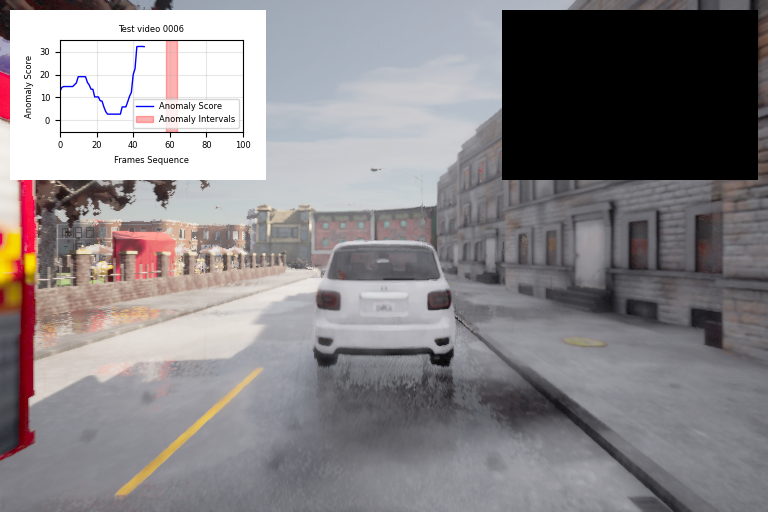 Test video 0006
Anomaly Score
30
20
10
0
Anomaly Score
Anomaly Intervals
0 20 40 60 80 100
Frames Sequence